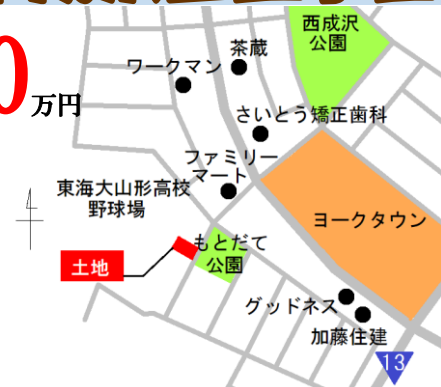 0万円
西成沢
公園
茶蔵
ワークマン
さいとう矯正歯科
ファミリー
マート
東海大山形高校
野球場
ヨークタウン
もとだて
公園
土地
グッドネス
加藤住建
13